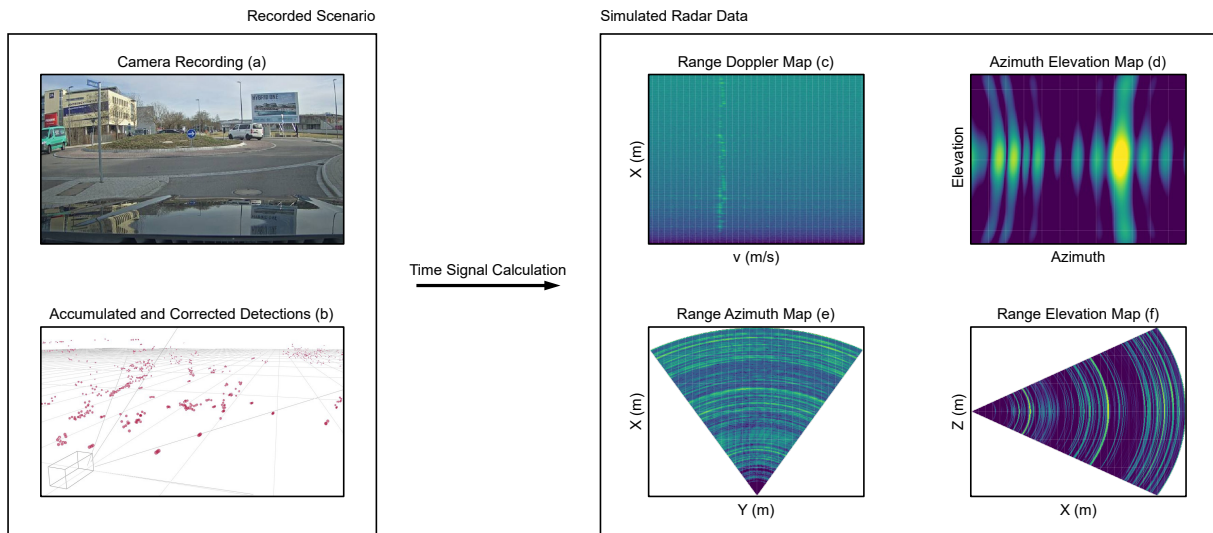 Recorded Scenario
Simulated Radar Data
Camera Recording (a)
Range Doppler Map (c)
Azimuth Elevation Map (d)
X (m)
Elevation
v (m/s)
Azimuth
Time Signal Calculation
Accumulated and Corrected Detections (b)
Range Azimuth Map (e)
Range Elevation Map (f)
X (m)
Z (m)
Y (m)
X (m)